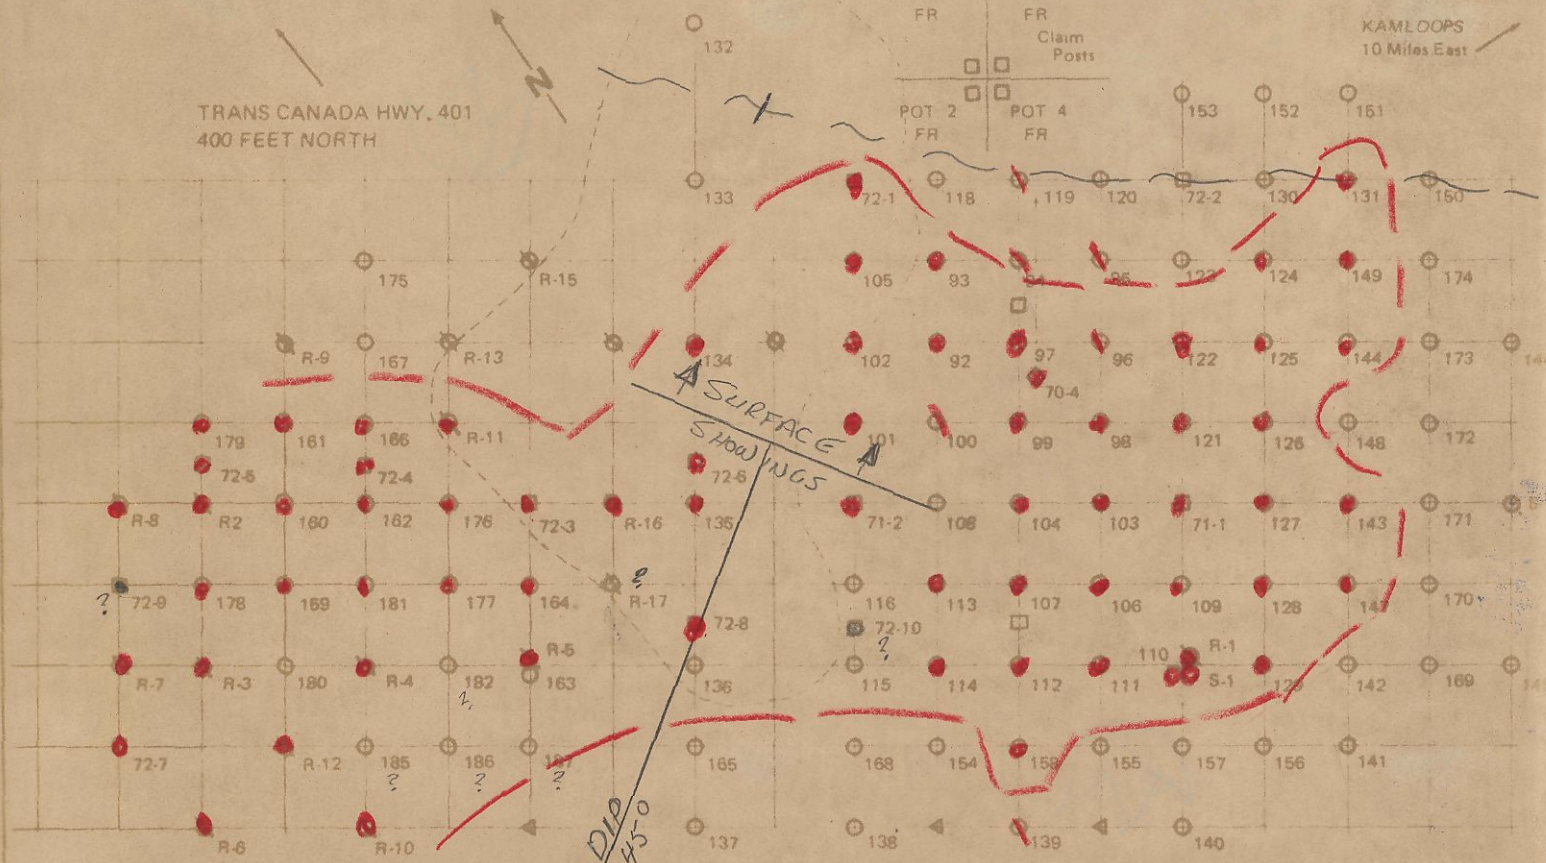 FR FR
KAMLOOPS
10 Miles East
132
Claim
Posts
N
TRANS CANADA HWY. 401
400 FEET NORTH
POT 2 POT 4
FR FR
153 152 151
133 72-1 118 119 120 72-2 130 131 150
175 R-15 105 93 94 95 123 124 149 174
R-9 167 R-13 134 102 92 97 96 122 125 144 173
70-4
SURFACE
SHOWINGS
179 161 166 R-11 101 100 99 98 121 126 148 172
72-5 72-4 72-6
R-8 R2 160 162 176 72-3 R-16 135 71-2 108 104 103 71-1 127 143 171
?
? 72-9 178 159 181 177 164 R-17 116 113 107 106 109 128 147 170
72-8 72-10
?
R-5 110 R-1
R-7 R-3 180 R-4 182 163 136 115 114 112 111 S-1 129 142 169
?
72-7 R-12 185 186 187 165 168 154 158 155 157 156 141
? ? ?
DIP
45-0
R-6 R-10 137 138 139 140